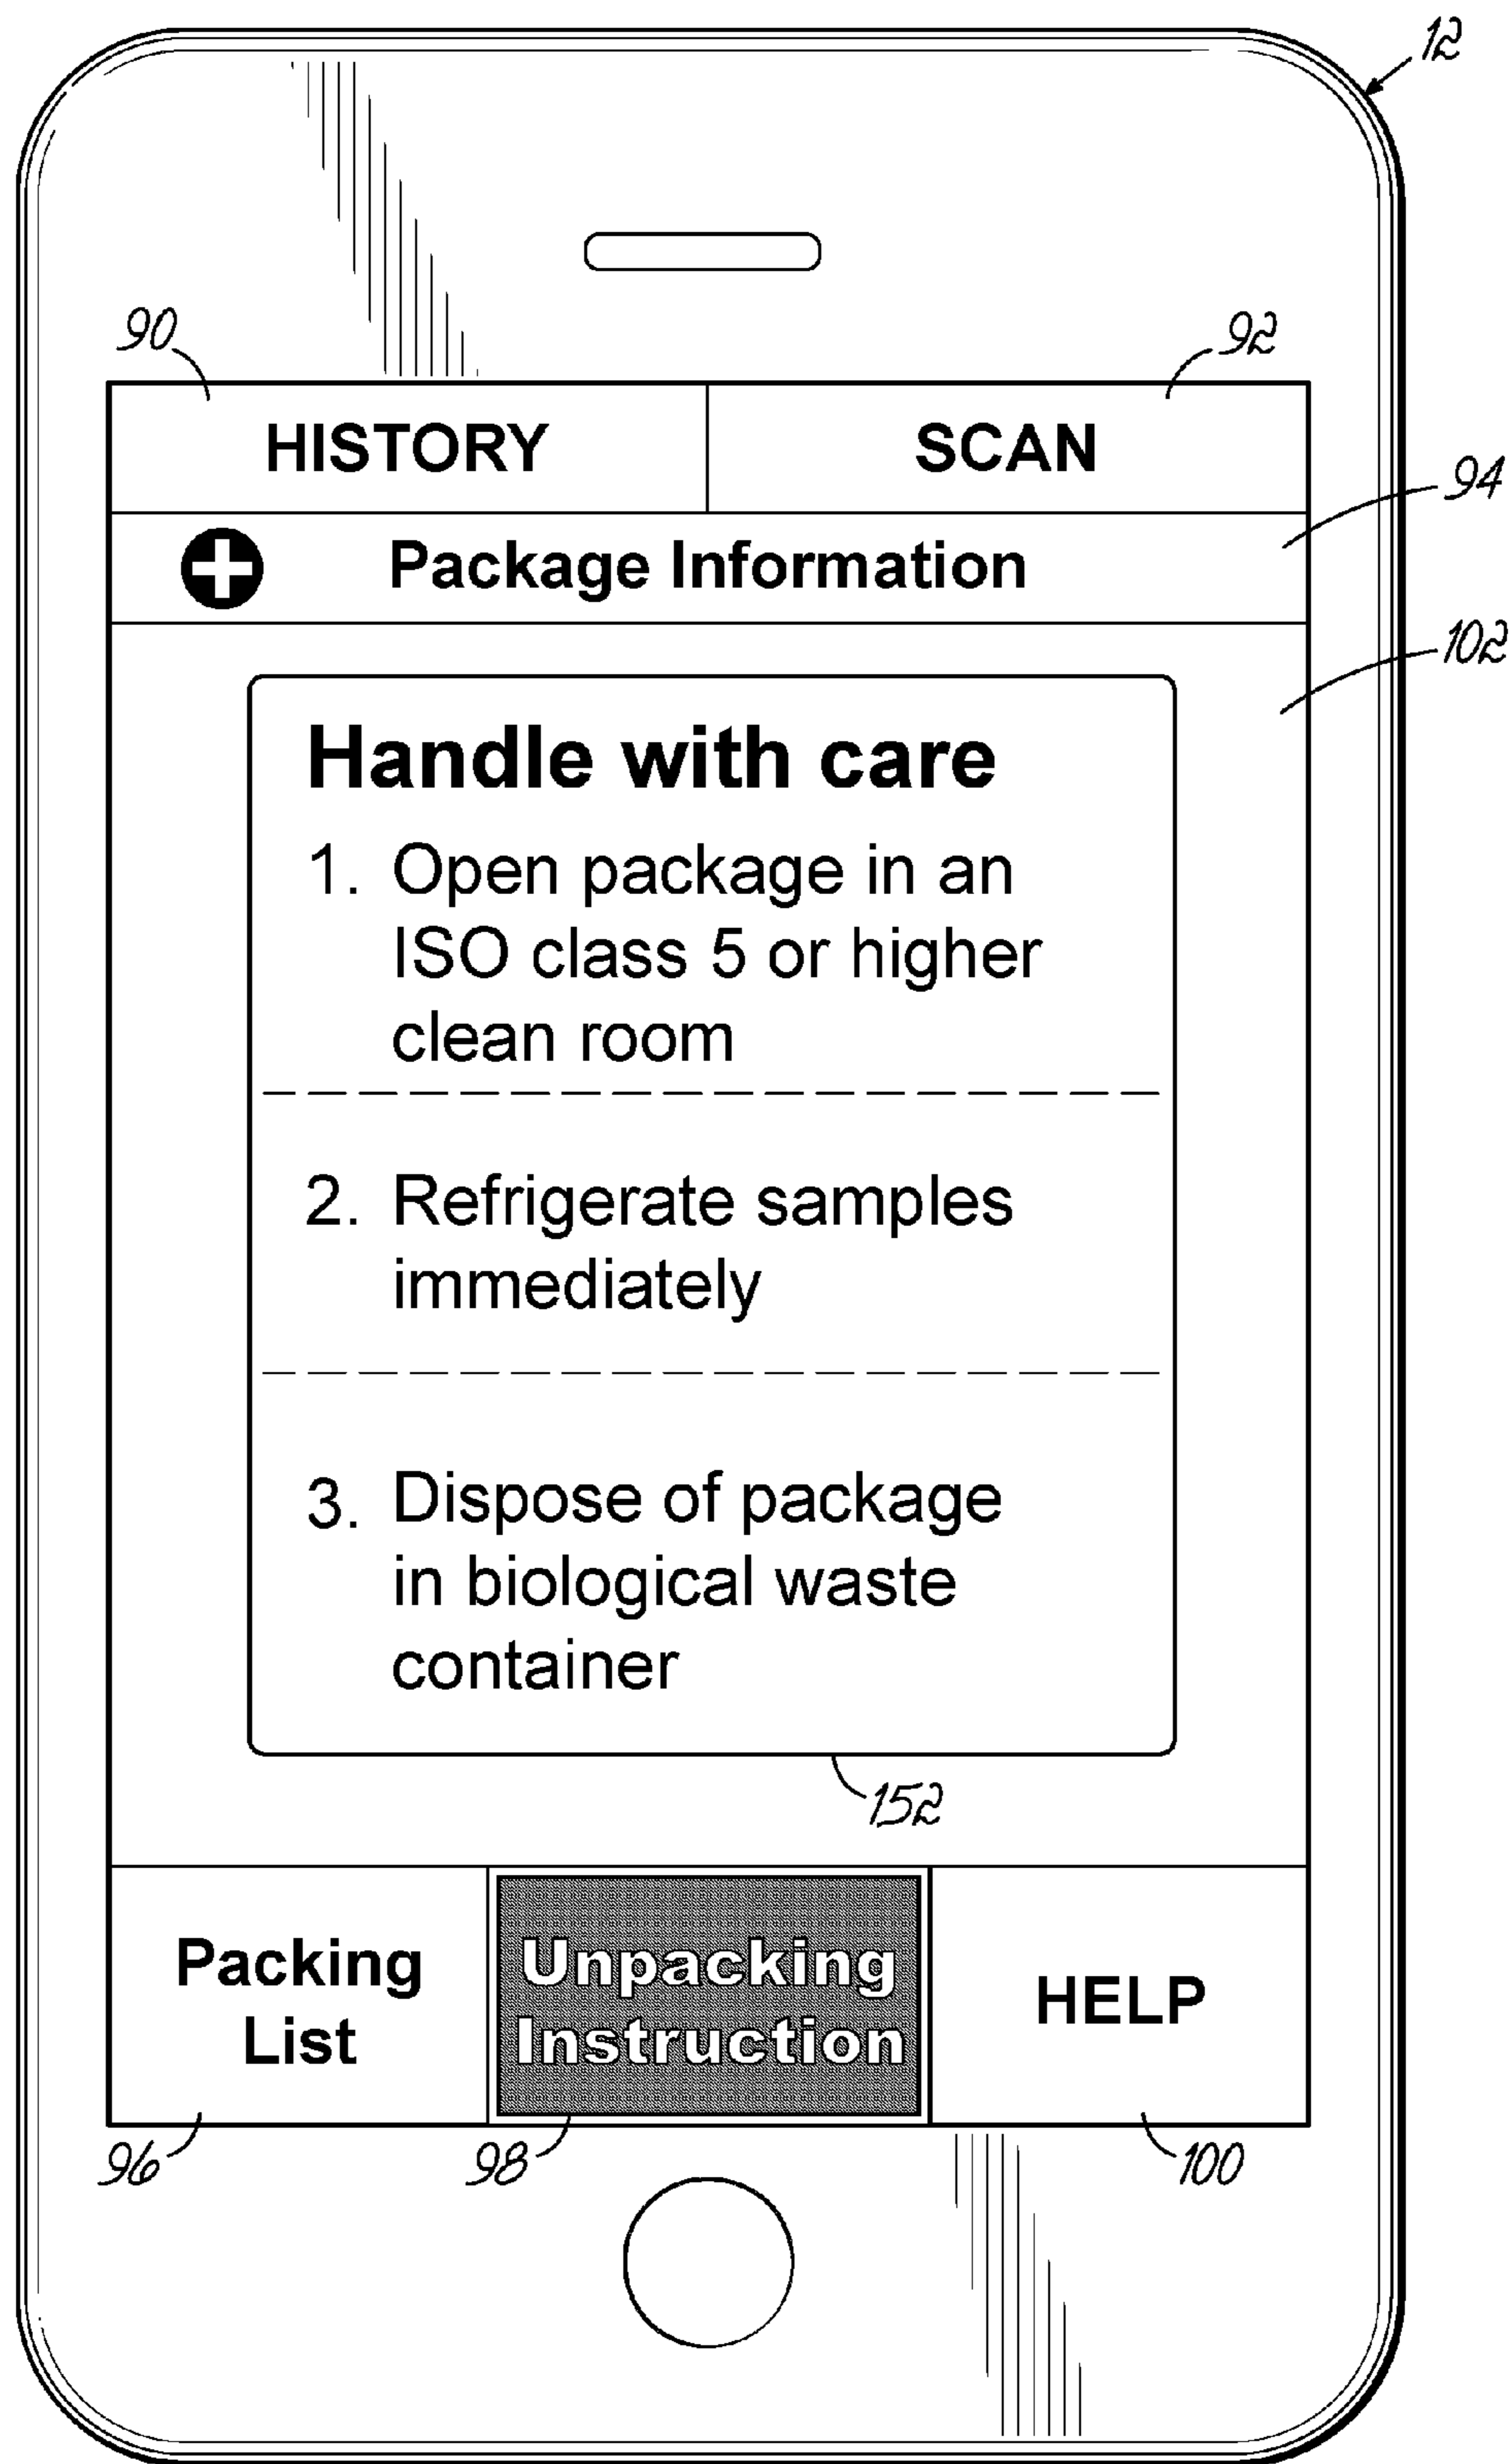 12
90
92
HISTORY SCAN
94
Package Information
102
Handle with care
1. Open package in an
ISO class 5 or higher
clean room
2. Refrigerate samples
immediately
3. Dispose of package
in biological waste
container
152
Packing
List
Unpacking
Instruction
HELP
96
98
100